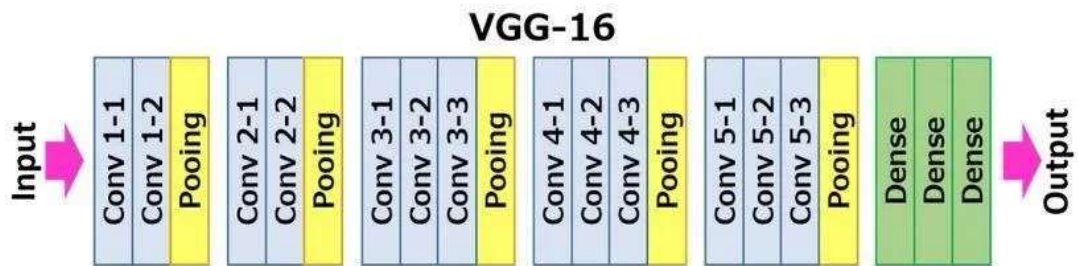 VGG-16
Input
Conv 1-1
Conv 1-2
Pooing
Conv 2-1
Conv 2-2
Pooing
Conv 3-1
Conv 3-2
Conv 3-3
Pooing
Conv 4-1
Conv 4-2
Conv 4-3
Pooing
Conv 5-1
Conv 5-2
Conv 5-3
Pooing
Dense
Dense
Dense
Output